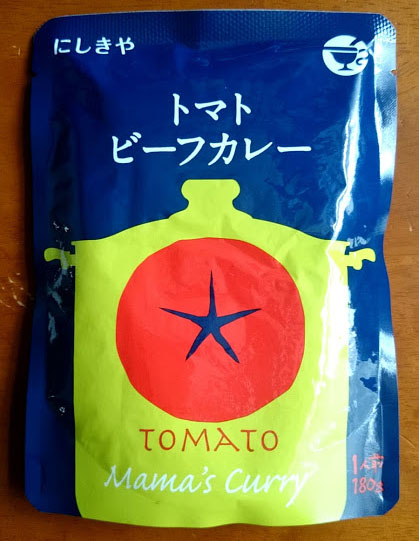 にしきや
トマト
ビーフカレー
TOMATO
Mama's Curry
1人前
180g